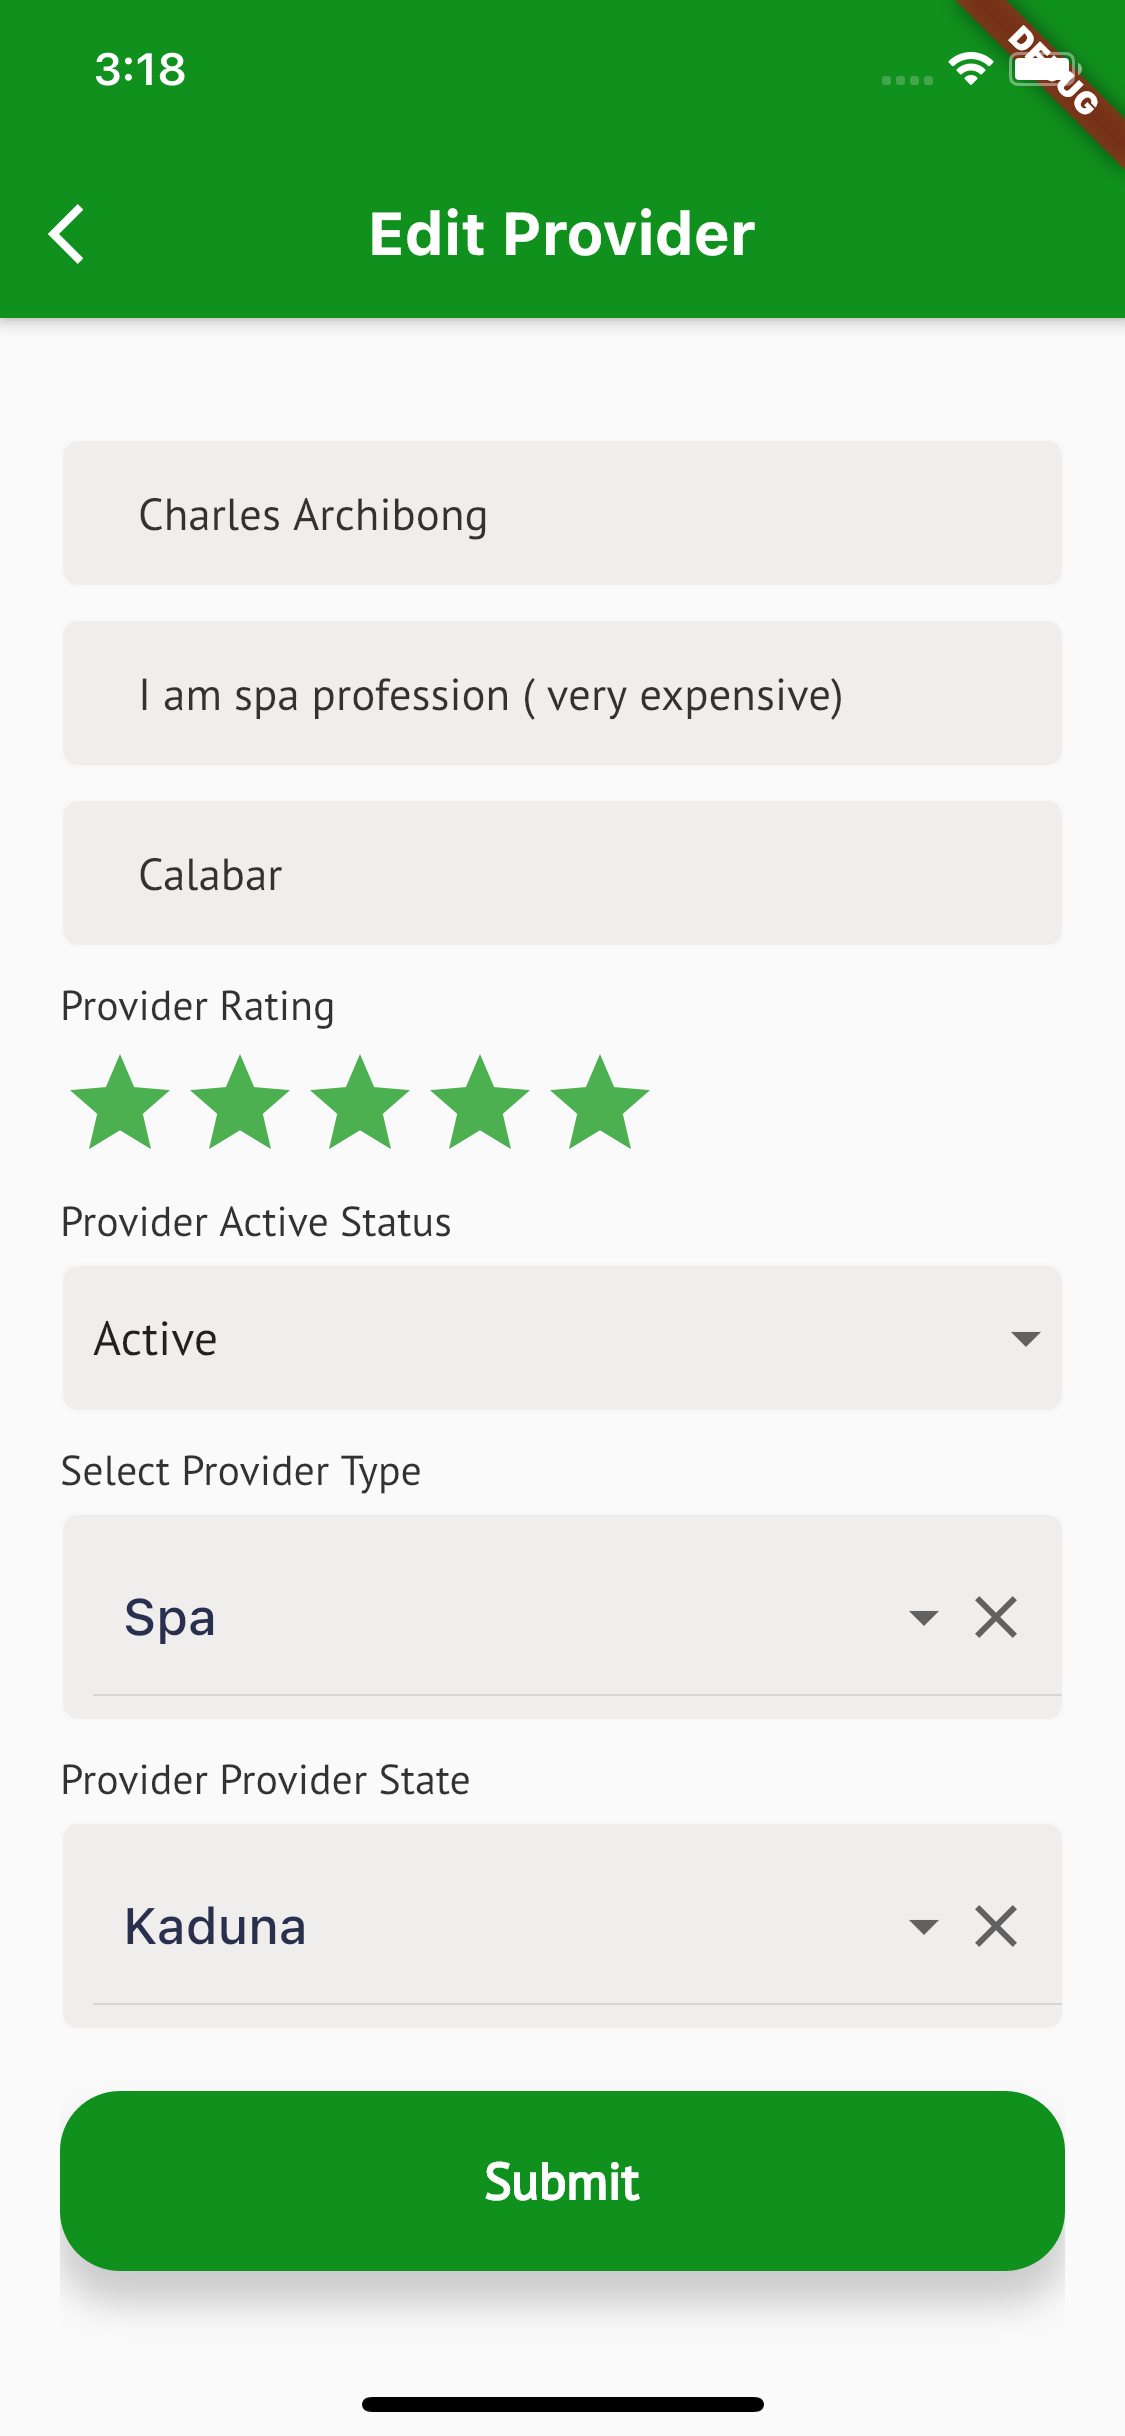 3:18
DEBUG
Edit Provider
Charles Archibong
I am spa profession ( very expensive)
Calabar
Provider Rating
Provider Active Status
Active
Select Provider Type
Spa
Provider Provider State
Kaduna
Submit